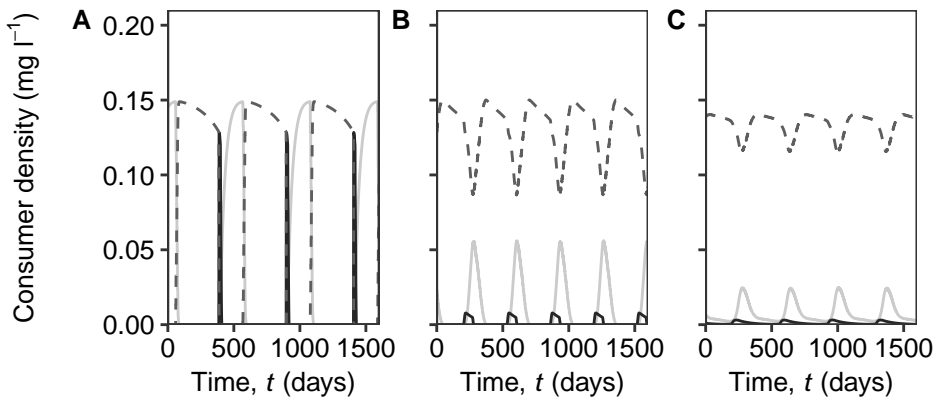 A B C
Consumer density (mg l⁻¹)
0.20
0.15
0.10
0.05
0.00
0 500 1000 1500 0 500 1000 1500 0 500 1000 1500
Time, t (days) Time, t (days) Time, t (days)